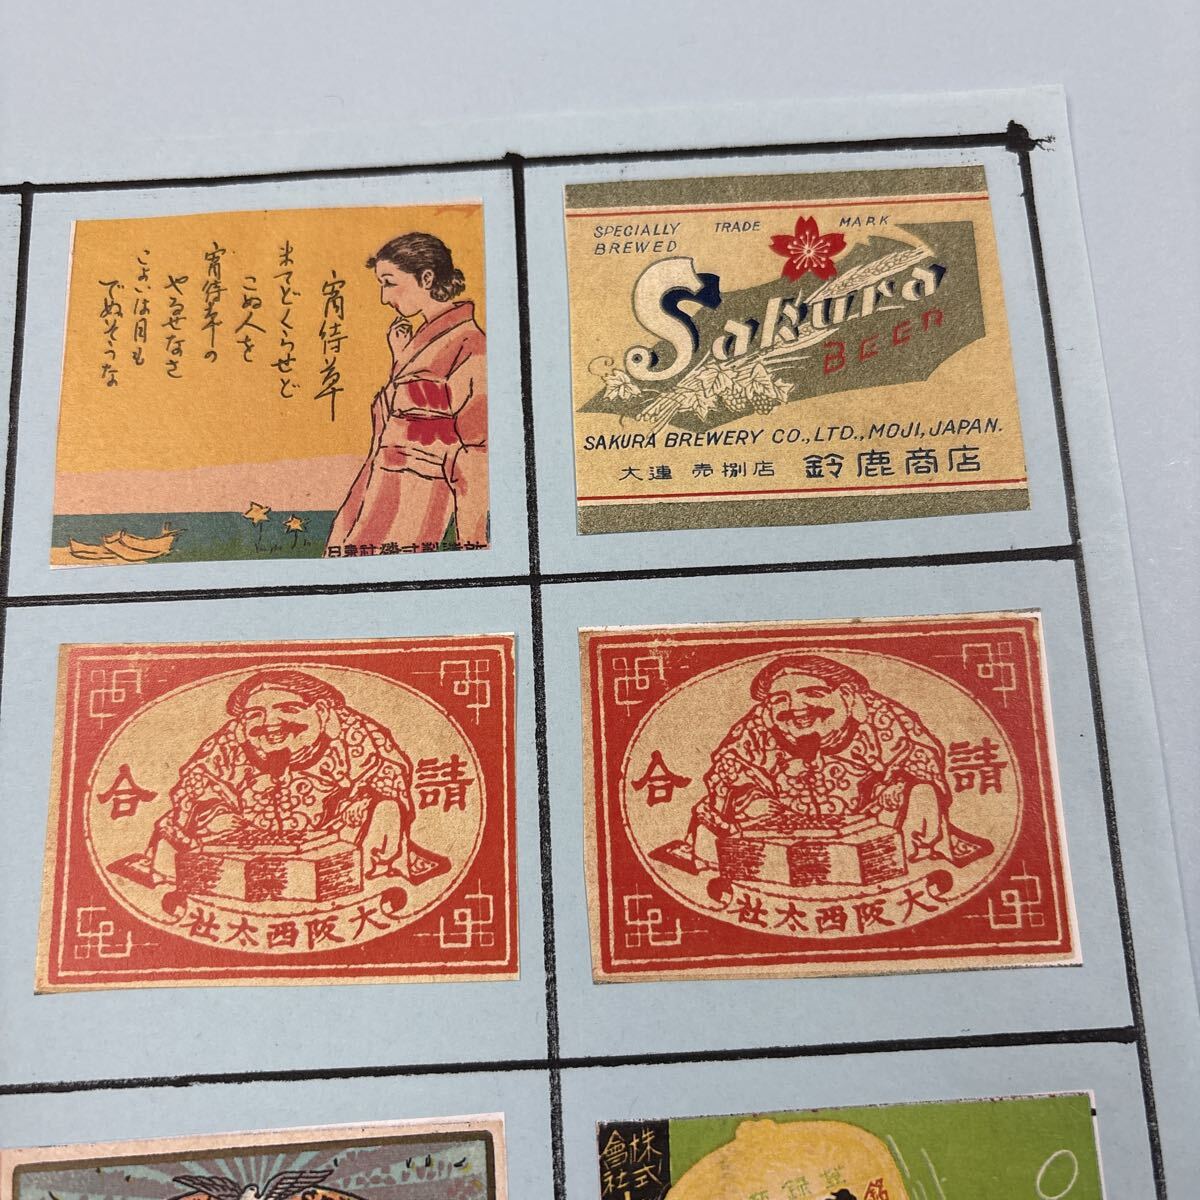 宵待草
まてどくらせど
こぬ人を
宵待草の
やるせなさ
こよいは月も
でぬそうな
SPECIALLY
BREWED
TRADE MARK
Sakura
BEER
SAKURA BREWERY CO., LTD., MOJI, JAPAN.
大連 売捌店 鈴鹿商店
請合
社太西阪大
請合
社太西阪大
株式
會社